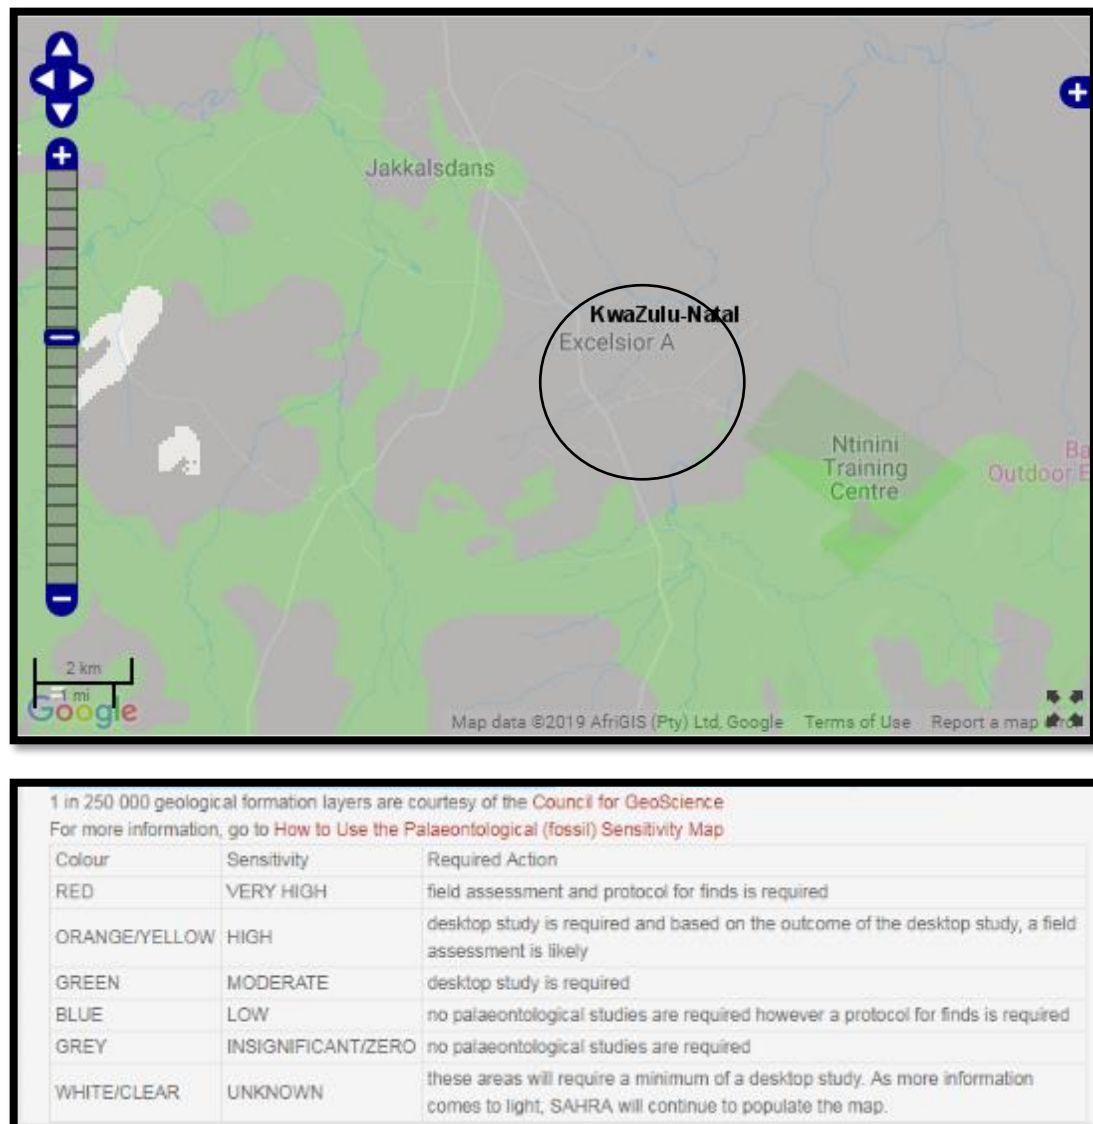 Jakkalsdans
KwaZulu-Natal
Excelsior A
Ntinini
Training
Centre
Ba
Outdoor E
2 km
1 mi
Google
Map data ©2019 AfriGIS (Pty) Ltd, Google Terms of Use Report a map
1 in 250 000 geological formation layers are courtesy of the Council for GeoScience
For more information, go to How to Use the Palaeontological (fossil) Sensitivity Map
Colour Sensitivity Required Action
RED VERY HIGH field assessment and protocol for finds is required
ORANGE/YELLOW HIGH desktop study is required and based on the outcome of the desktop study, a field
assessment is likely
GREEN MODERATE desktop study is required
BLUE LOW no palaeontological studies are required however a protocol for finds is required
GREY INSIGNIFICANT/ZERO no palaeontological studies are required
WHITE/CLEAR UNKNOWN these areas will require a minimum of a desktop study. As more information
comes to light, SAHRA will continue to populate the map.